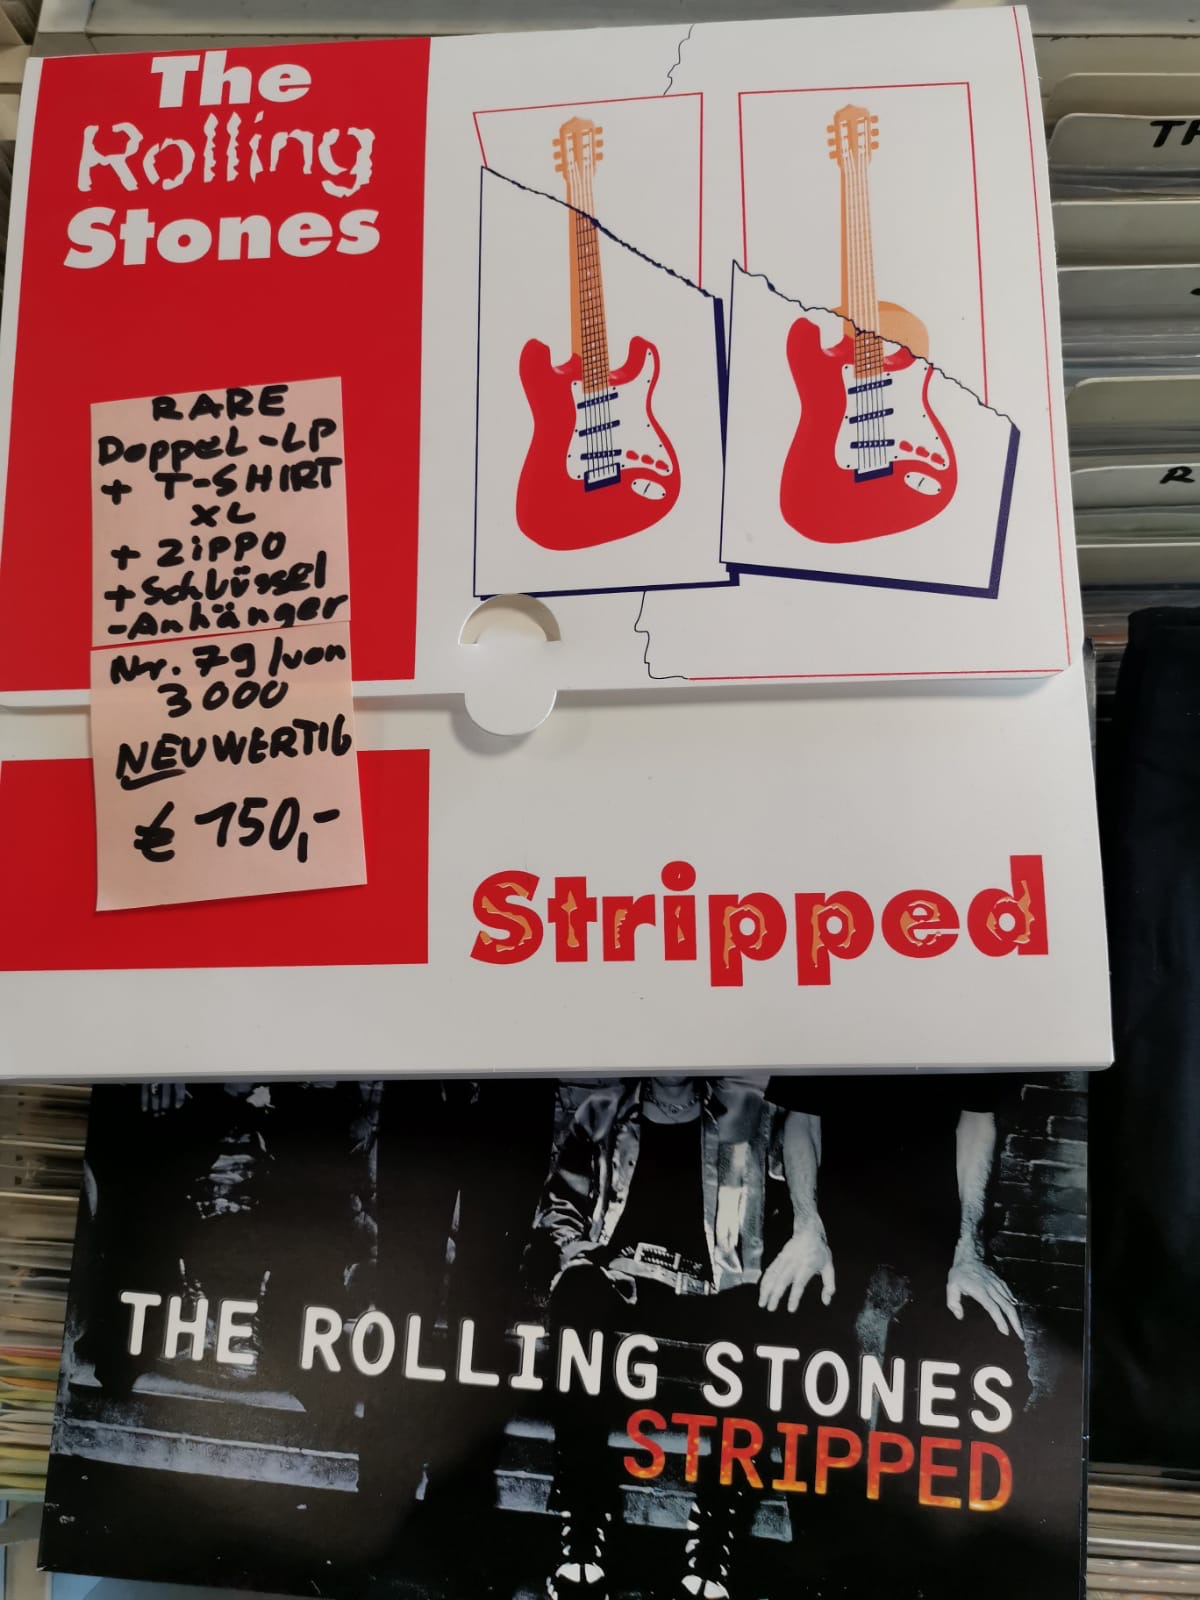 The
Rolling
Stones
RARE
Doppel-LP
+ T-SHIRT
XL
+ ZiPPO
+ Schlüssel
-Anhänger
Nr. 79/von
3000
NEUWERTIG
€ 150,-
Stripped
THE ROLLING STONES
STRIPPED
R